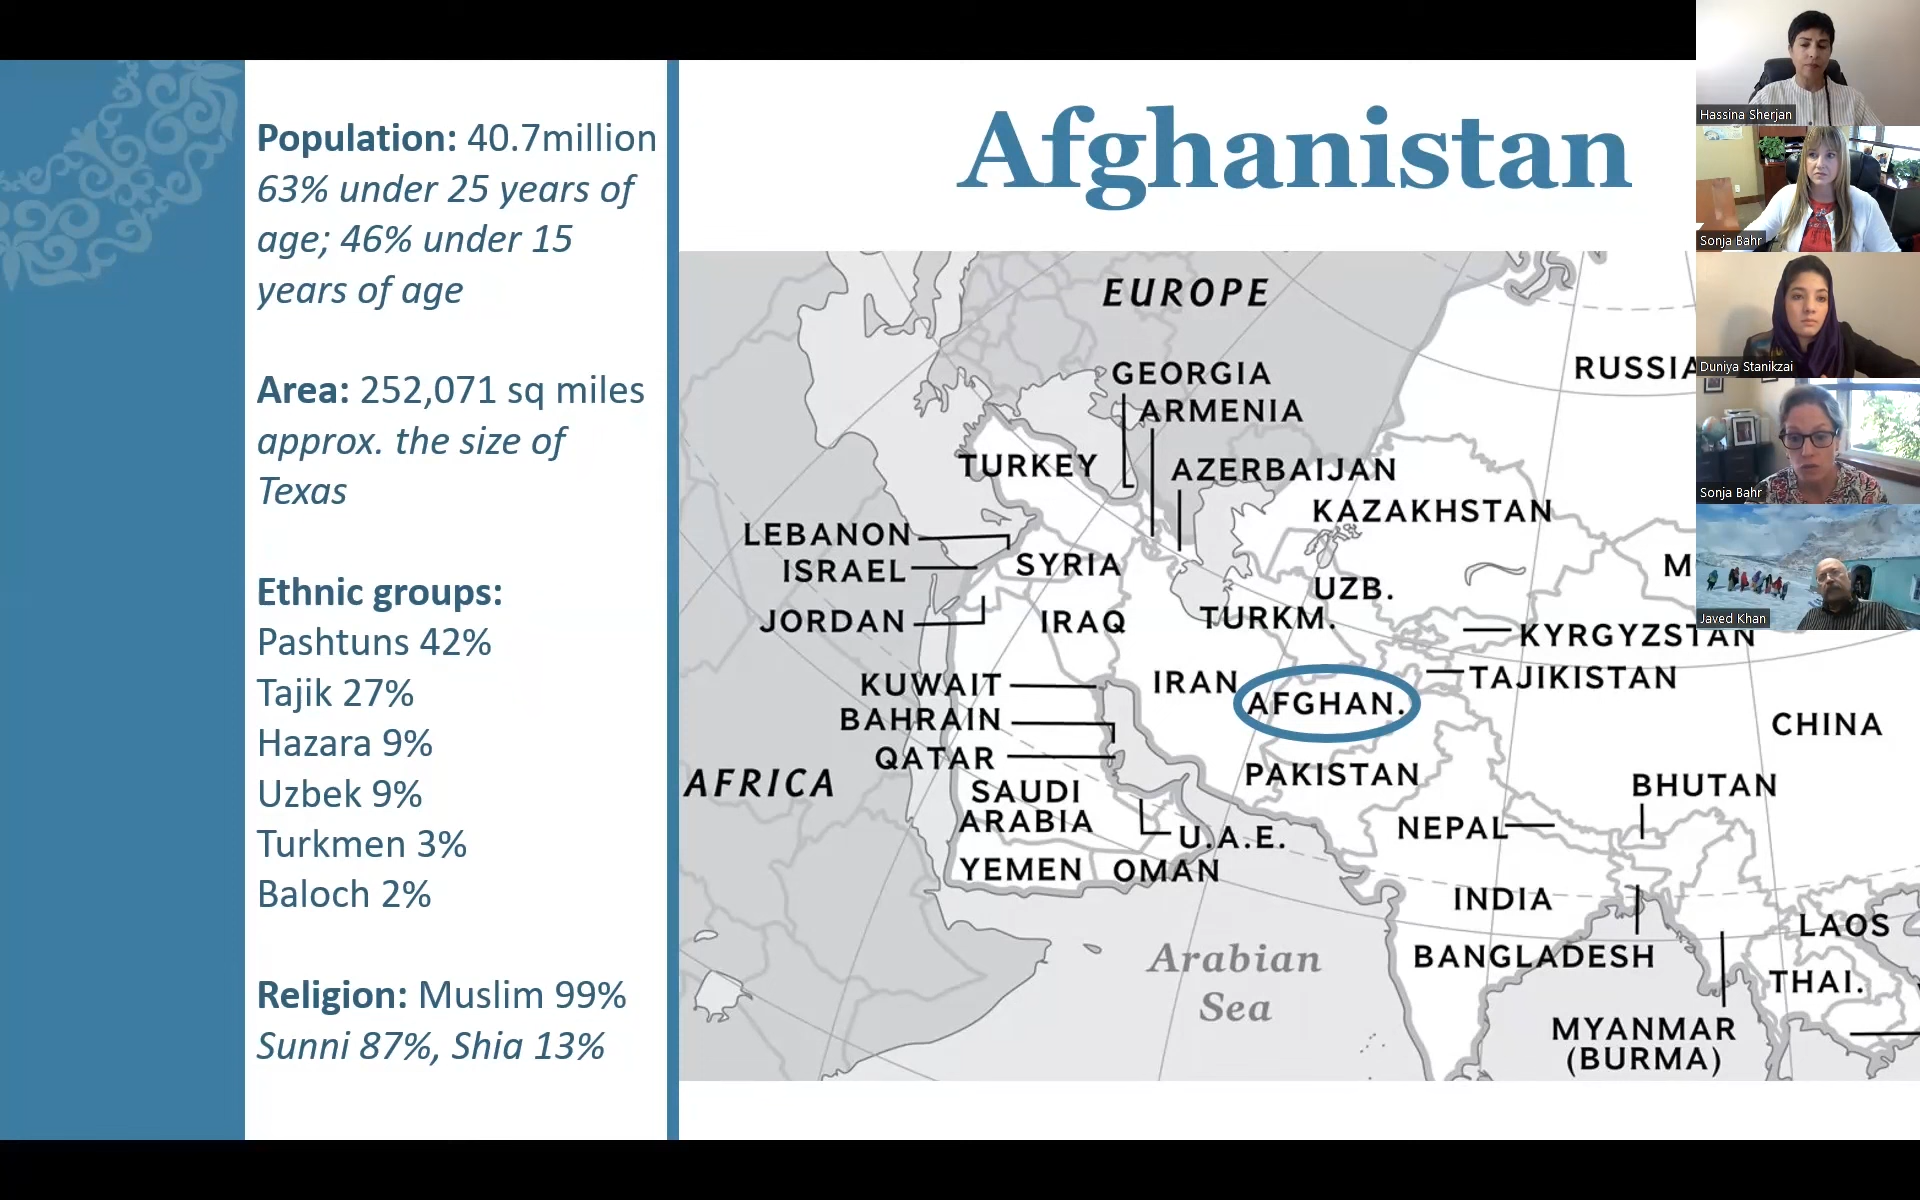 Population: 40.7million
63% under 25 years of
age; 46% under 15
years of age
Area: 252,071 sq miles
approx. the size of
Texas
Ethnic groups:
Pashtuns 42%
Tajik 27%
Hazara 9%
Uzbek 9%
Turkmen 3%
Baloch 2%
Religion: Muslim 99%
Sunni 87%, Shia 13%
Afghanistan
EUROPE
RUSSIA
GEORGIA
ARMENIA
TURKEY
AZERBAIJAN
KAZAKHSTAN
LEBANON
ISRAEL
SYRIA
UZB.
JORDAN
IRAQ
TURKM.
KYRGYZSTAN
KUWAIT
IRAN
AFGHAN.
TAJIKISTAN
BAHRAIN
CHINA
QATAR
PAKISTAN
AFRICA
SAUDI
ARABIA
BHUTAN
U.A.E.
NEPAL
YEMEN
OMAN
INDIA
LAOS
BANGLADESH
THAI.
Arabian
Sea
MYANMAR
(BURMA)
M
Hassina Sherjan
Sonja Bahr
Duniya Stanikzai
Sonja Bahr
Javed Khan